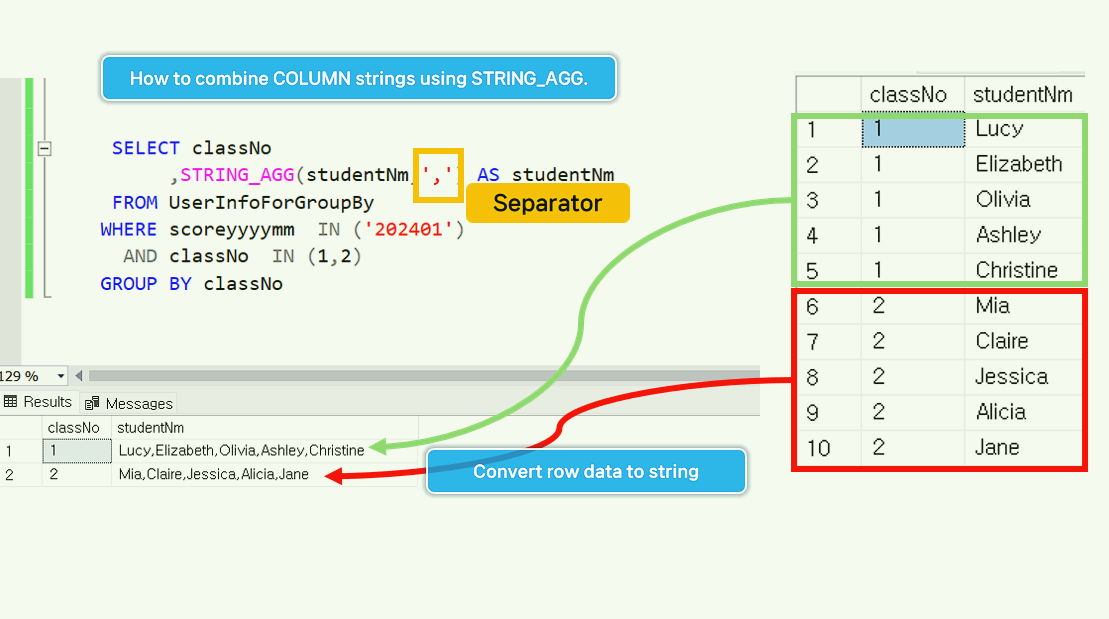 How to combine COLUMN strings using STRING_AGG.
SELECT classNo
,STRING_AGG(studentNm,',') AS studentNm
Separator
FROM UserInfoForGroupBy
WHERE scoreyyyymm IN ('202401')
AND classNo IN (1,2)
GROUP BY classNo
classNo studentNm
1 1 Lucy
2 1 Elizabeth
3 1 Olivia
4 1 Ashley
5 1 Christine
6 2 Mia
7 2 Claire
8 2 Jessica
9 2 Alicia
10 2 Jane
129 %
Results Messages
classNo studentNm
1 1 Lucy,Elizabeth,Olivia,Ashley,Christine
2 2 Mia,Claire,Jessica,Alicia,Jane
Convert row data to string